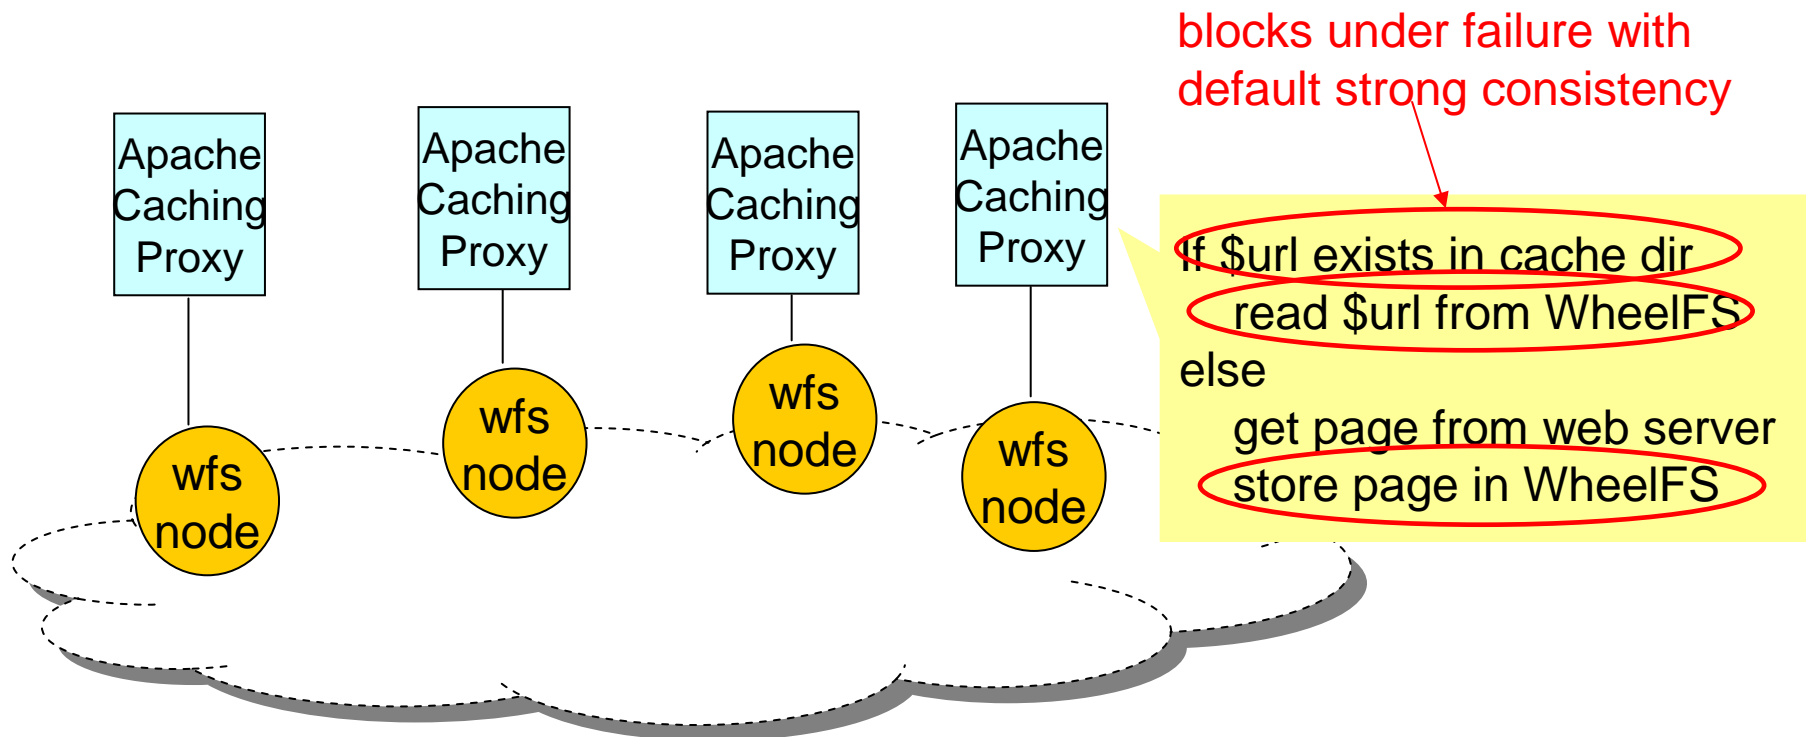 blocks under failure with
default strong consistency
Apache
Caching
Proxy
Apache
Caching
Proxy
Apache
Caching
Proxy
Apache
Caching
Proxy
If $url exists in cache dir
read $url from WheelFS
else
get page from web server
store page in WheelFS
wfs
node
wfs
node
wfs
node
wfs
node